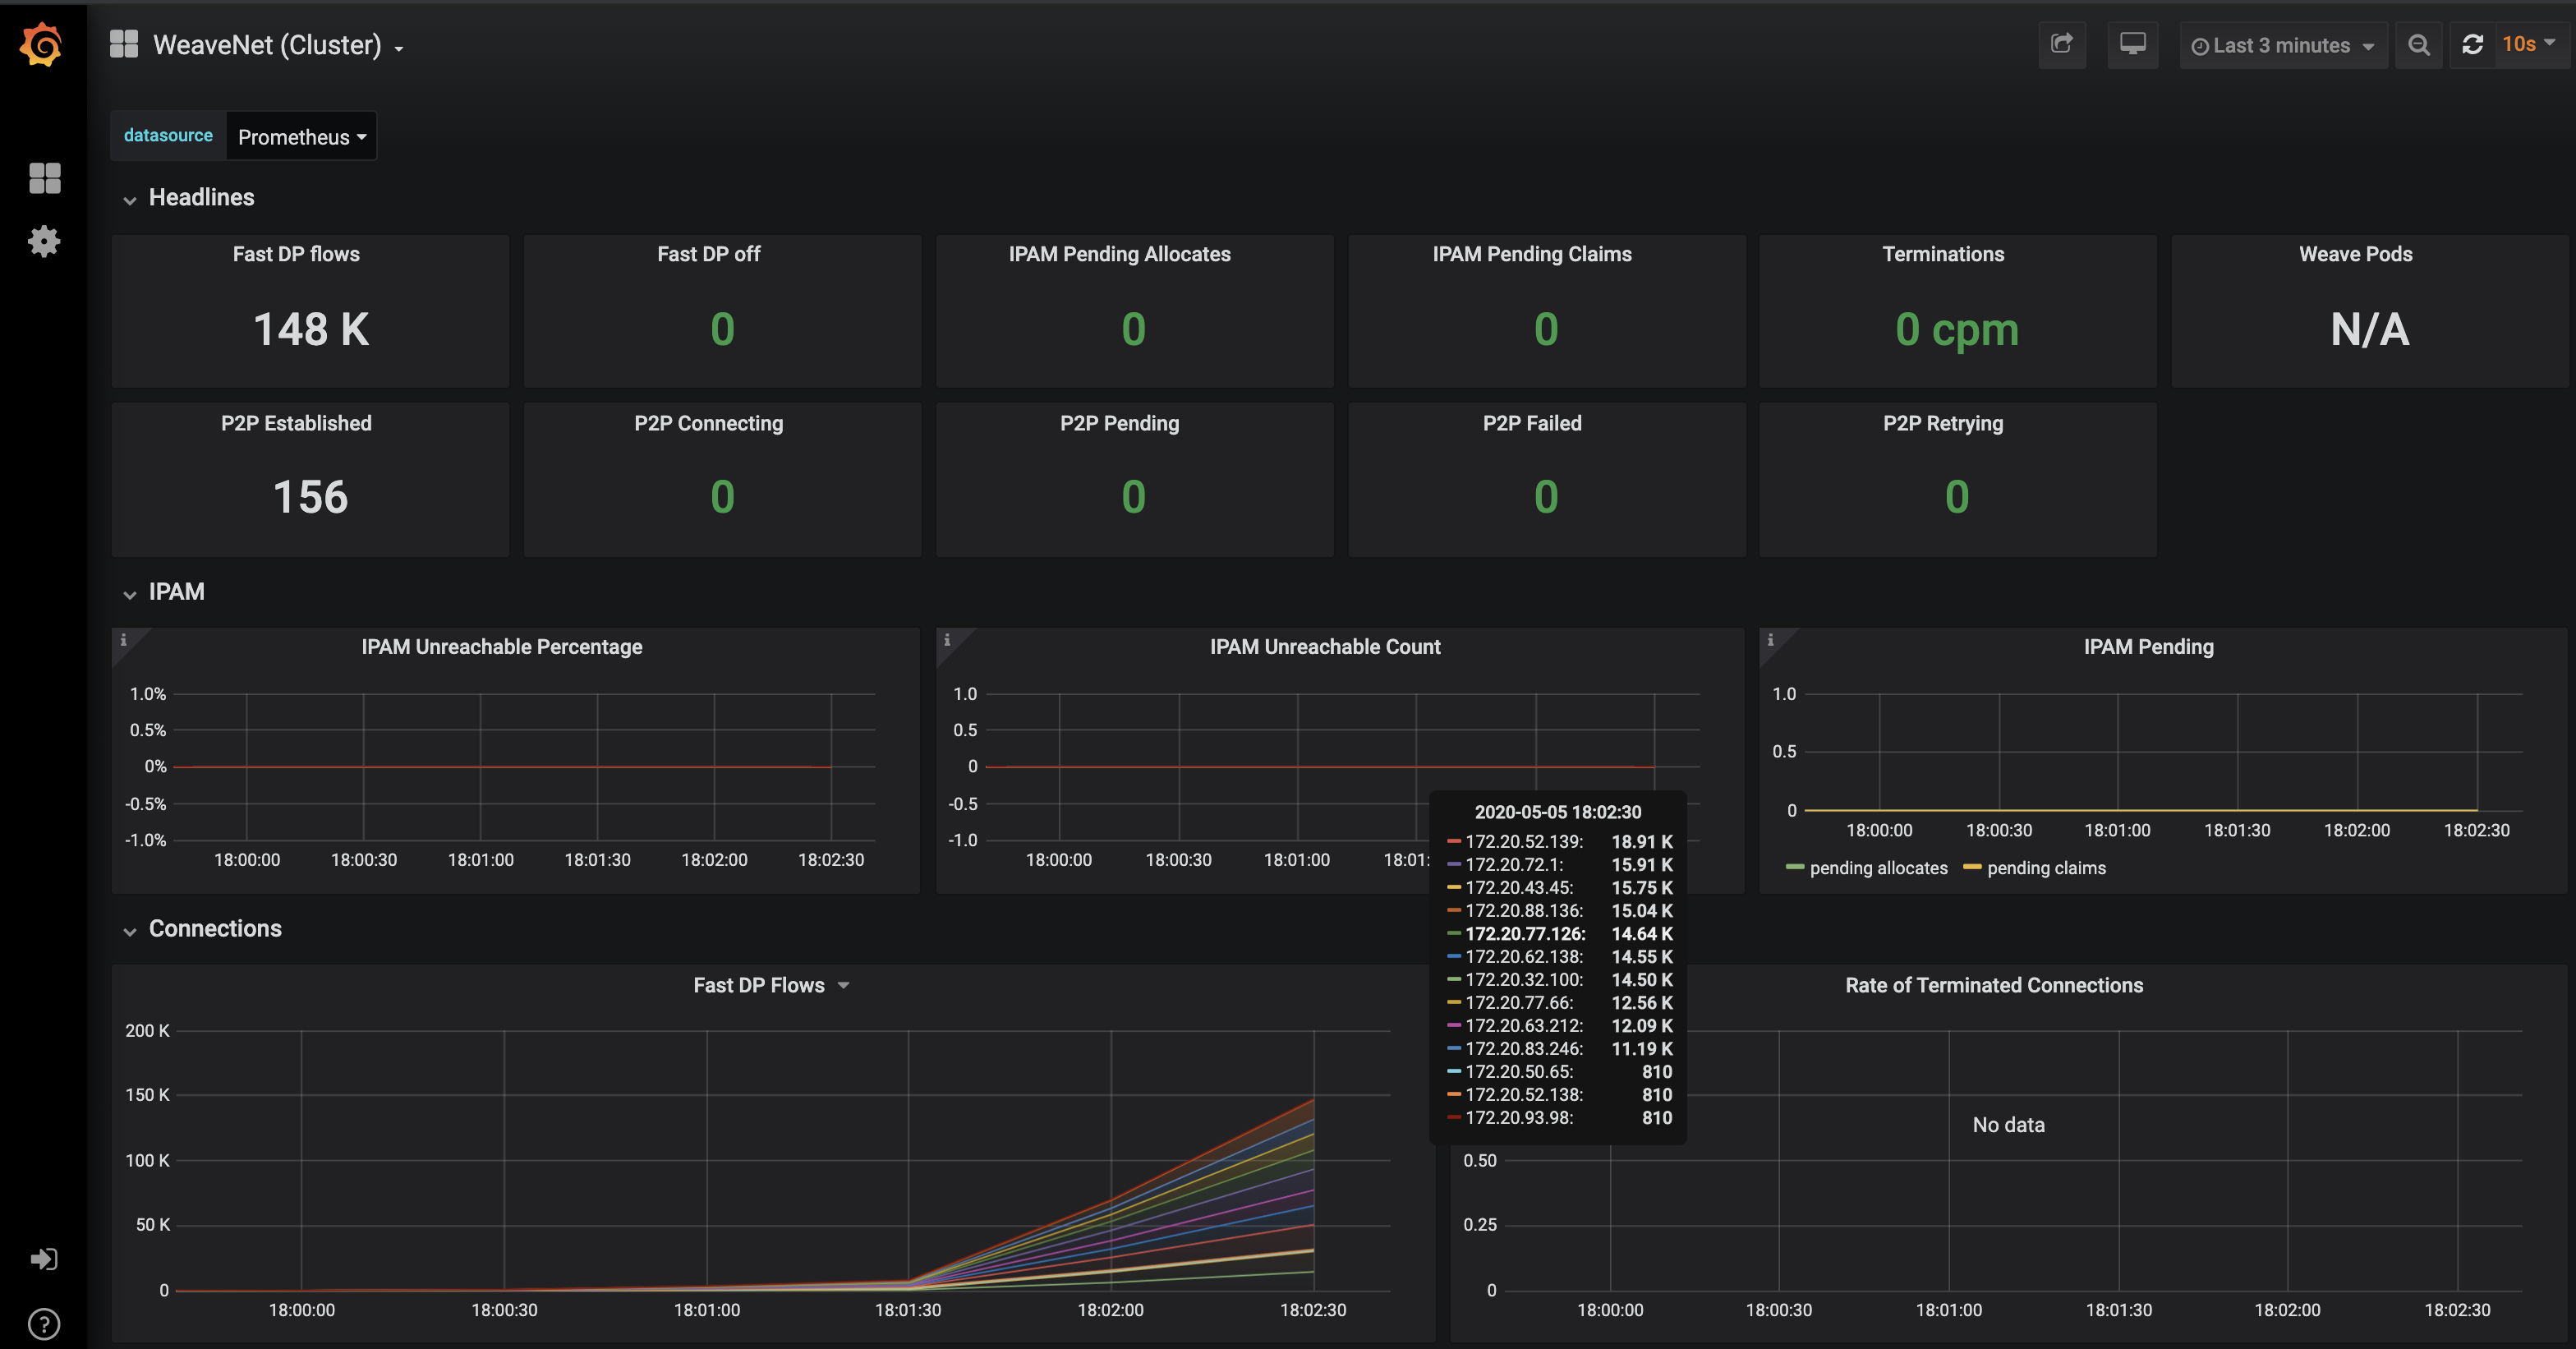 WeaveNet (Cluster)
Last 3 minutes
10s
datasource
Prometheus
Headlines
Fast DP flows
148 K
Fast DP off
0
IPAM Pending Allocates
0
IPAM Pending Claims
0
Terminations
0 cpm
Weave Pods
N/A
P2P Established
156
P2P Connecting
0
P2P Pending
0
P2P Failed
0
P2P Retrying
0
IPAM
i
IPAM Unreachable Percentage
1.0%
0.5%
0%
-0.5%
-1.0%
18:00:00 18:00:30 18:01:00 18:01:30 18:02:00 18:02:30
i
IPAM Unreachable Count
1.0
0.5
0
-0.5
-1.0
18:00:00 18:00:30 18:01:00 18:01:
i
IPAM Pending
1.0
0.5
0
18:00:00 18:00:30 18:01:00 18:01:30 18:02:00 18:02:30
pending allocates pending claims
2020-05-05 18:02:30
172.20.52.139: 18.91 K
172.20.72.1: 15.91 K
172.20.43.45: 15.75 K
172.20.88.136: 15.04 K
172.20.77.126: 14.64 K
172.20.62.138: 14.55 K
172.20.32.100: 14.50 K
172.20.77.66: 12.56 K
172.20.63.212: 12.09 K
172.20.83.246: 11.19 K
172.20.50.65: 810
172.20.52.138: 810
172.20.93.98: 810
Connections
Fast DP Flows
200 K
150 K
100 K
50 K
0
18:00:00 18:00:30 18:01:00 18:01:30 18:02:00 18:02:30
Rate of Terminated Connections
No data
0.50
0.25
0
18:00:00 18:00:30 18:01:00 18:01:30 18:02:00 18:02:30
?